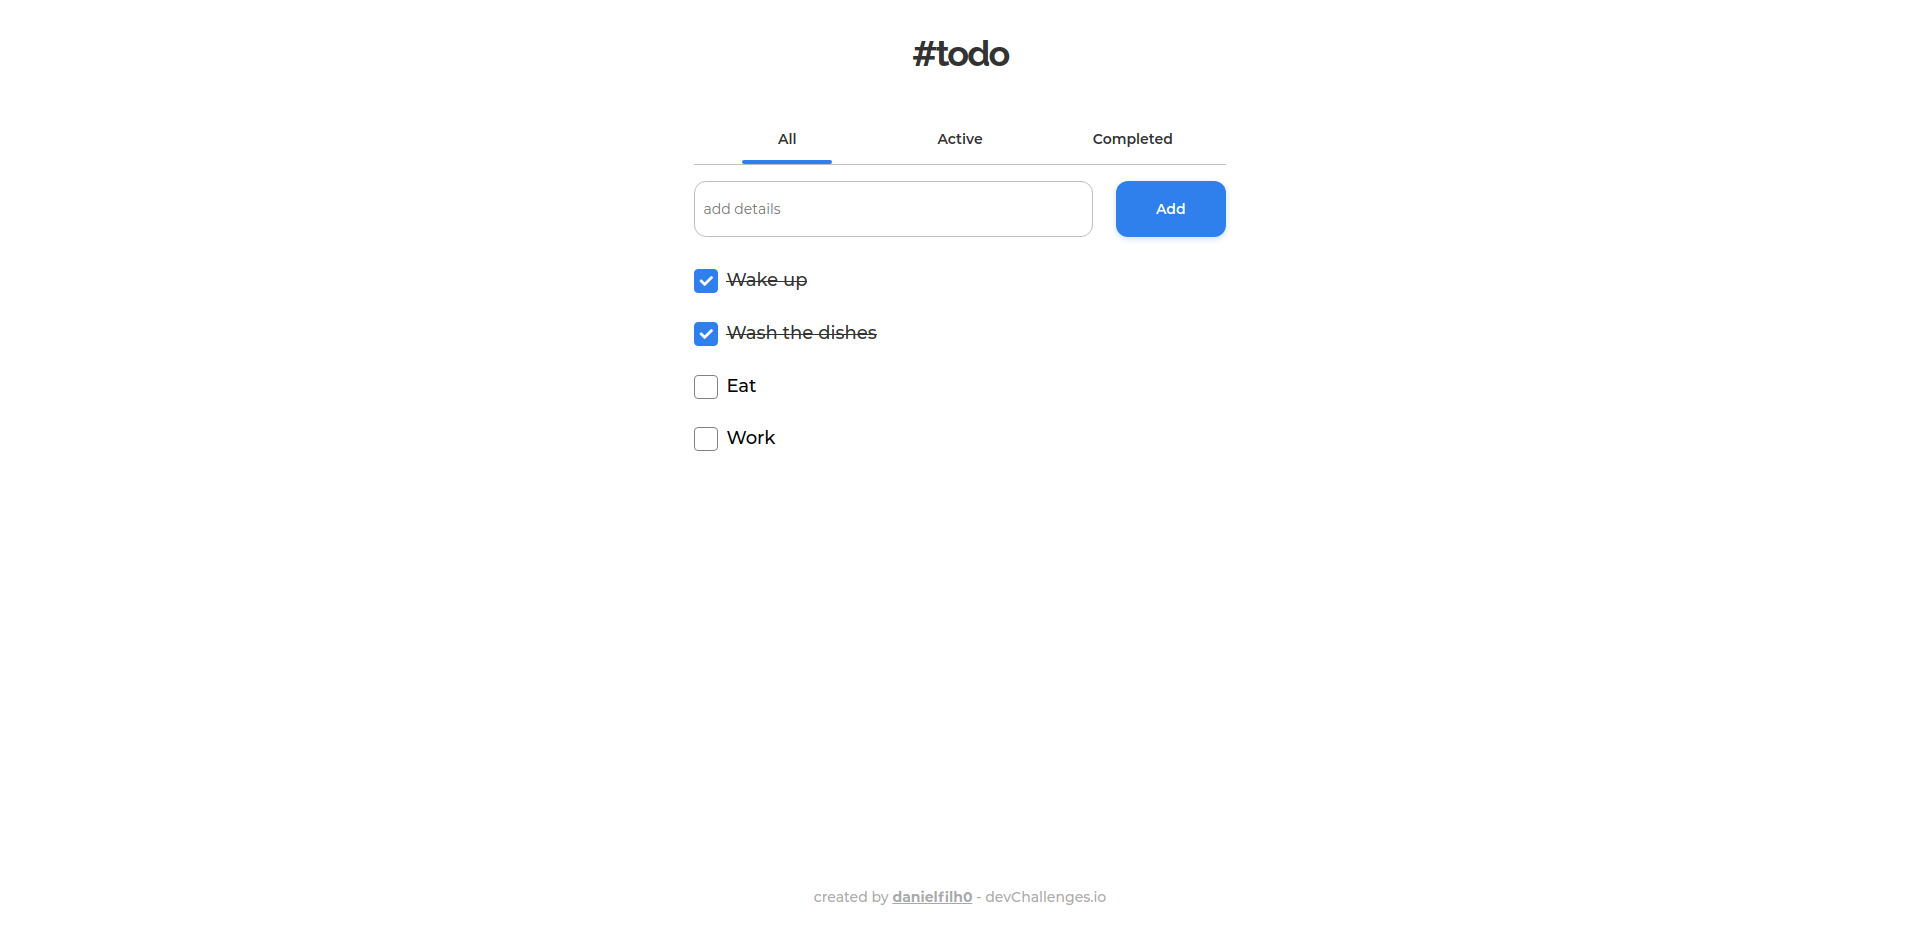 #todo
All Active Completed
add details Add
Wake up
Wash the dishes
Eat
Work
created by danielfilh0 - devChallenges.io